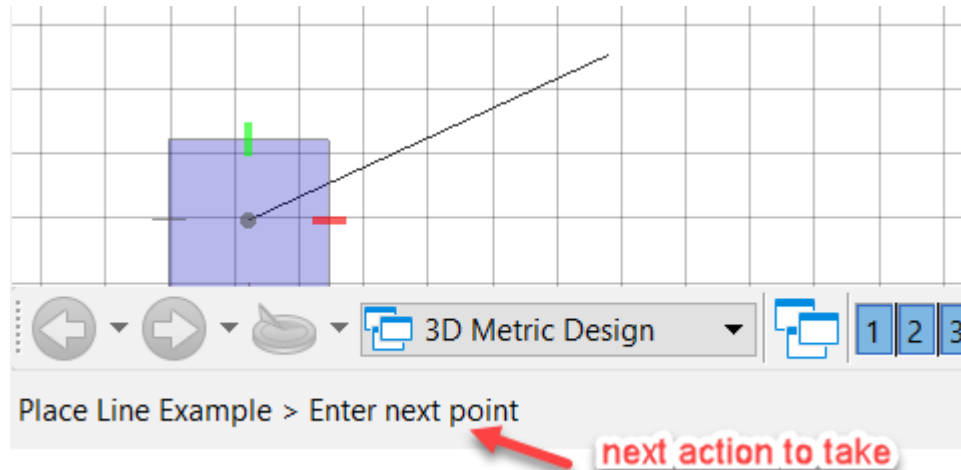 3D Metric Design
1 2 3
Place Line Example > Enter next point
next action to take